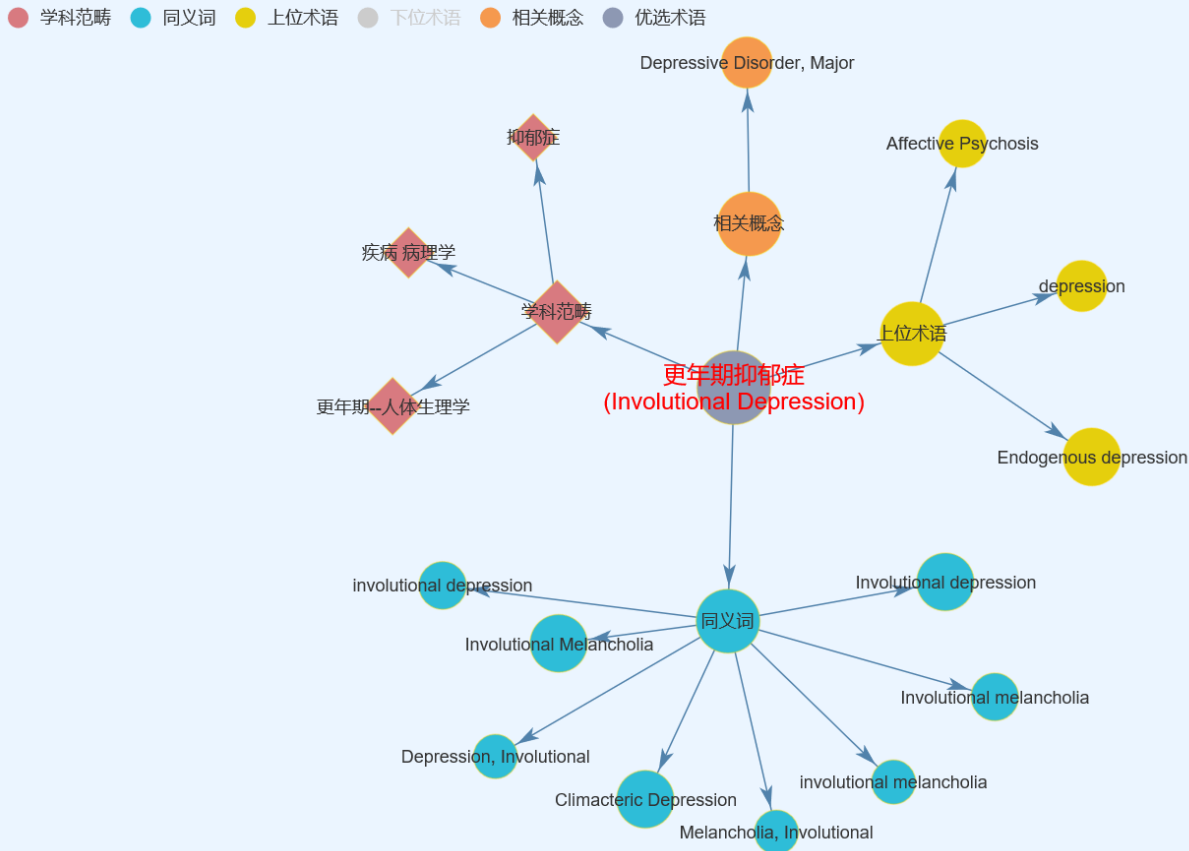 学科范畴
同义词
上位术语
下位术语
相关概念
优选术语
Depressive Disorder, Major
抑郁症
Affective Psychosis
相关概念
疾病 病理学
depression
学科范畴
上位术语
更年期抑郁症
(Involutional Depression)
更年期--人体生理学
Endogenous depression
involutional depression
Involutional depression
同义词
Involutional Melancholia
Involutional melancholia
Depression, Involutional
involutional melancholia
Climacteric Depression
Melancholia, Involutional